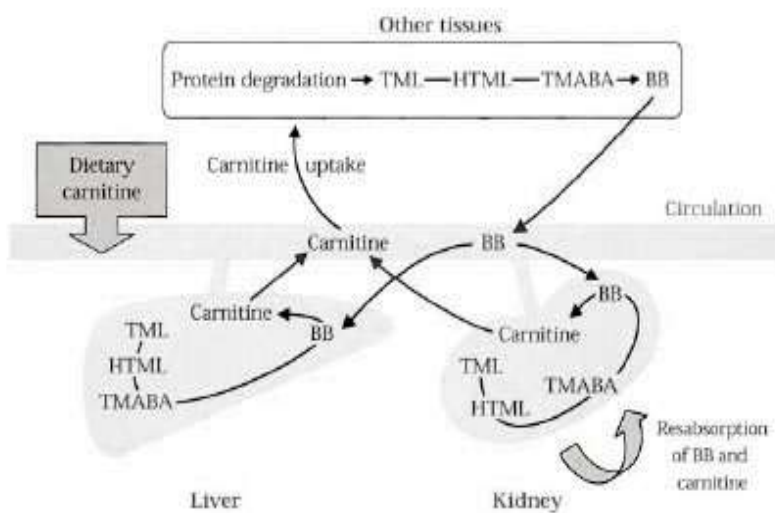 Other tissues
Protein degradation TML HTML TMABA BB
Carnitine uptake
Dietary
carnitine
Circulation
Carnitine BB
Carnitine
BB
TML
HTML
TMABA
BB
Carnitine
TML
HTML
TMABA
Resabsorption
of BB and
carnitine
Liver
Kidney